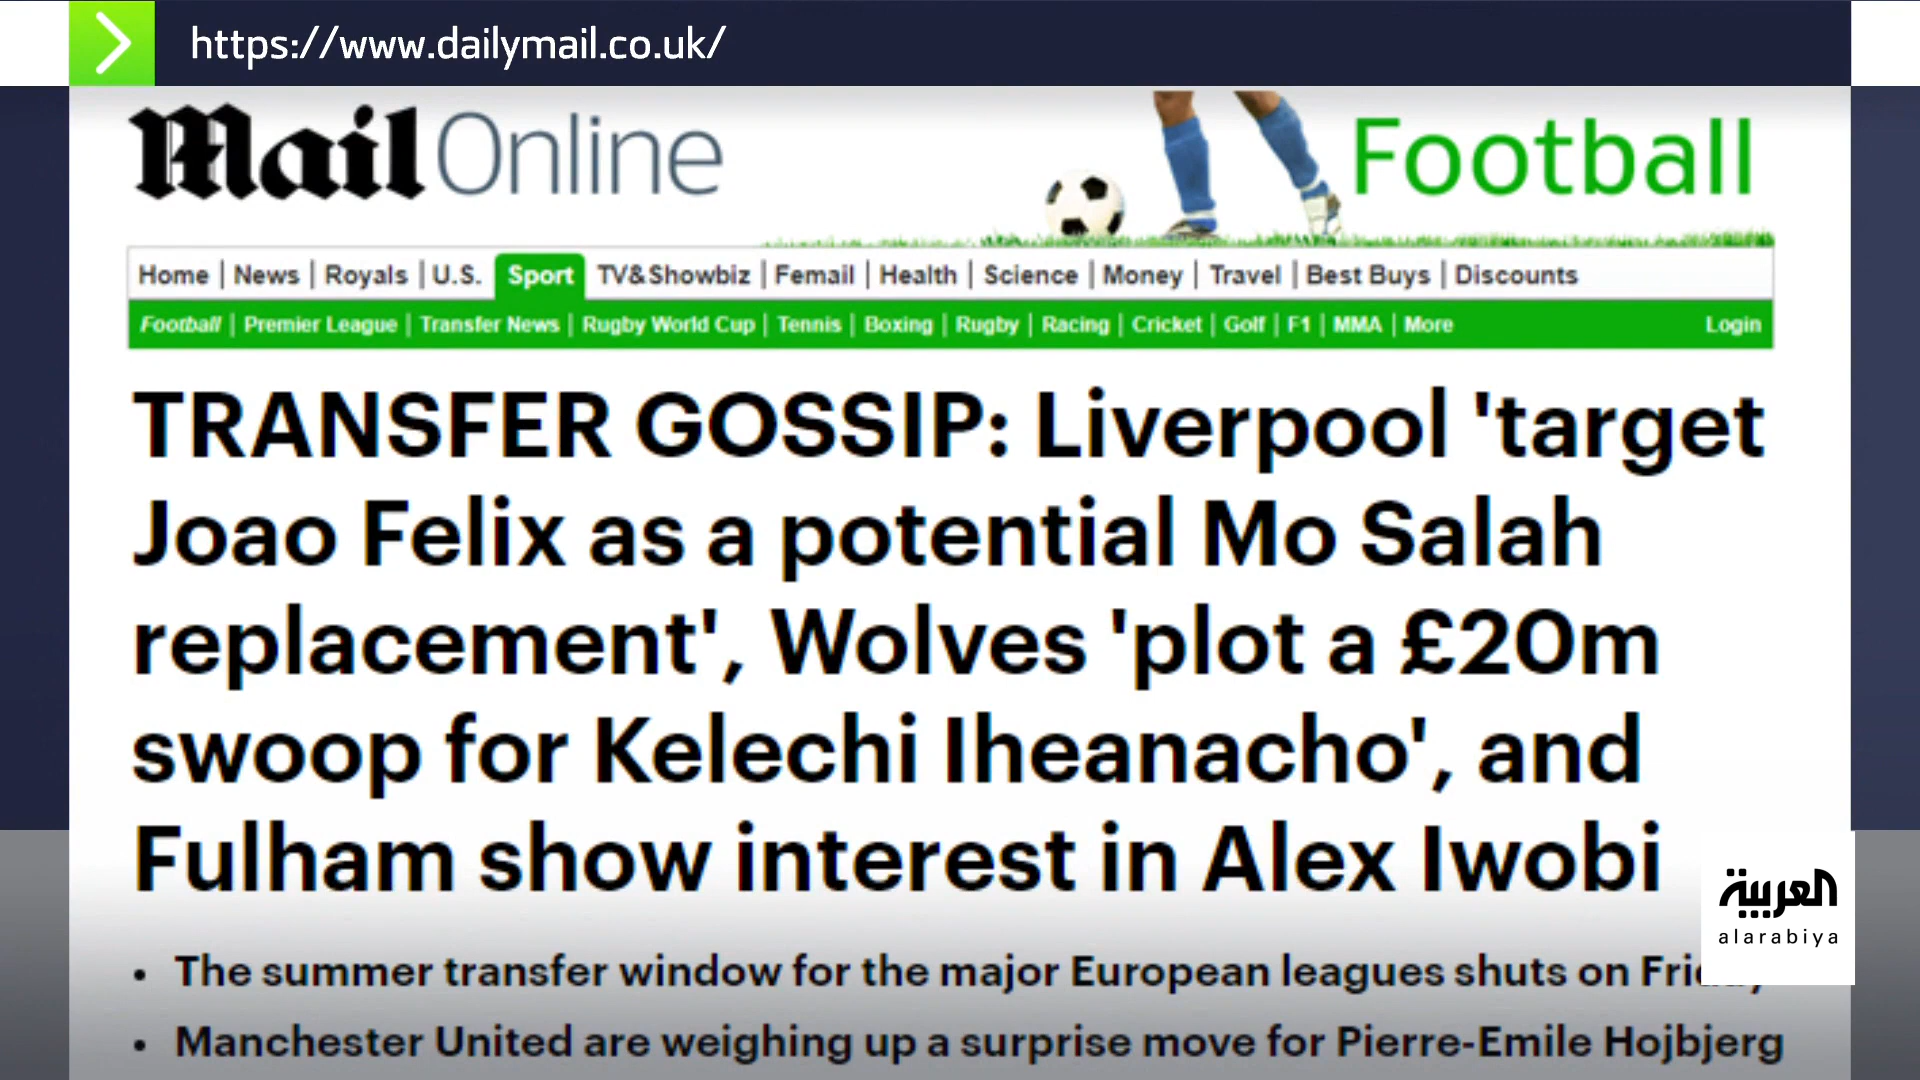 https://www.dailymail.co.uk/
Mail Online
Football
Home | News | Royals | U.S. Sport TV&Showbiz | Femail | Health | Science | Money | Travel | Best Buys | Discounts
Football | Premier League | Transfer News | Rugby World Cup | Tennis | Boxing | Rugby | Racing | Cricket | Golf | F1 | MMA | More Login
TRANSFER GOSSIP: Liverpool 'target
Joao Felix as a potential Mo Salah
replacement', Wolves 'plot a £20m
swoop for Kelechi Iheanacho', and
Fulham show interest in Alex Iwobi
العربية
alarabiya
• The summer transfer window for the major European leagues shuts on
• Manchester United are weighing up a surprise move for Pierre-Emile Hojbjerg